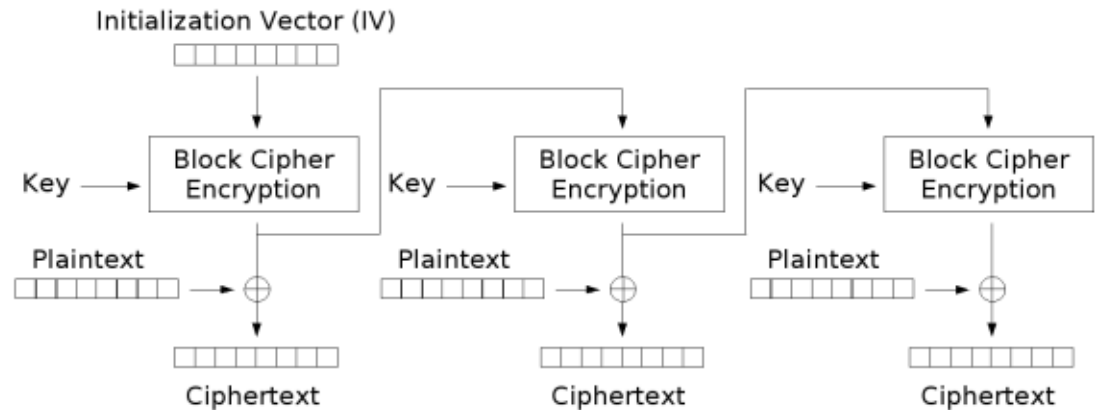 Initialization Vector (IV)
Block Cipher
Encryption
Block Cipher
Encryption
Block Cipher
Encryption
Key
Key
Key
Plaintext
Plaintext
Plaintext
Ciphertext
Ciphertext
Ciphertext